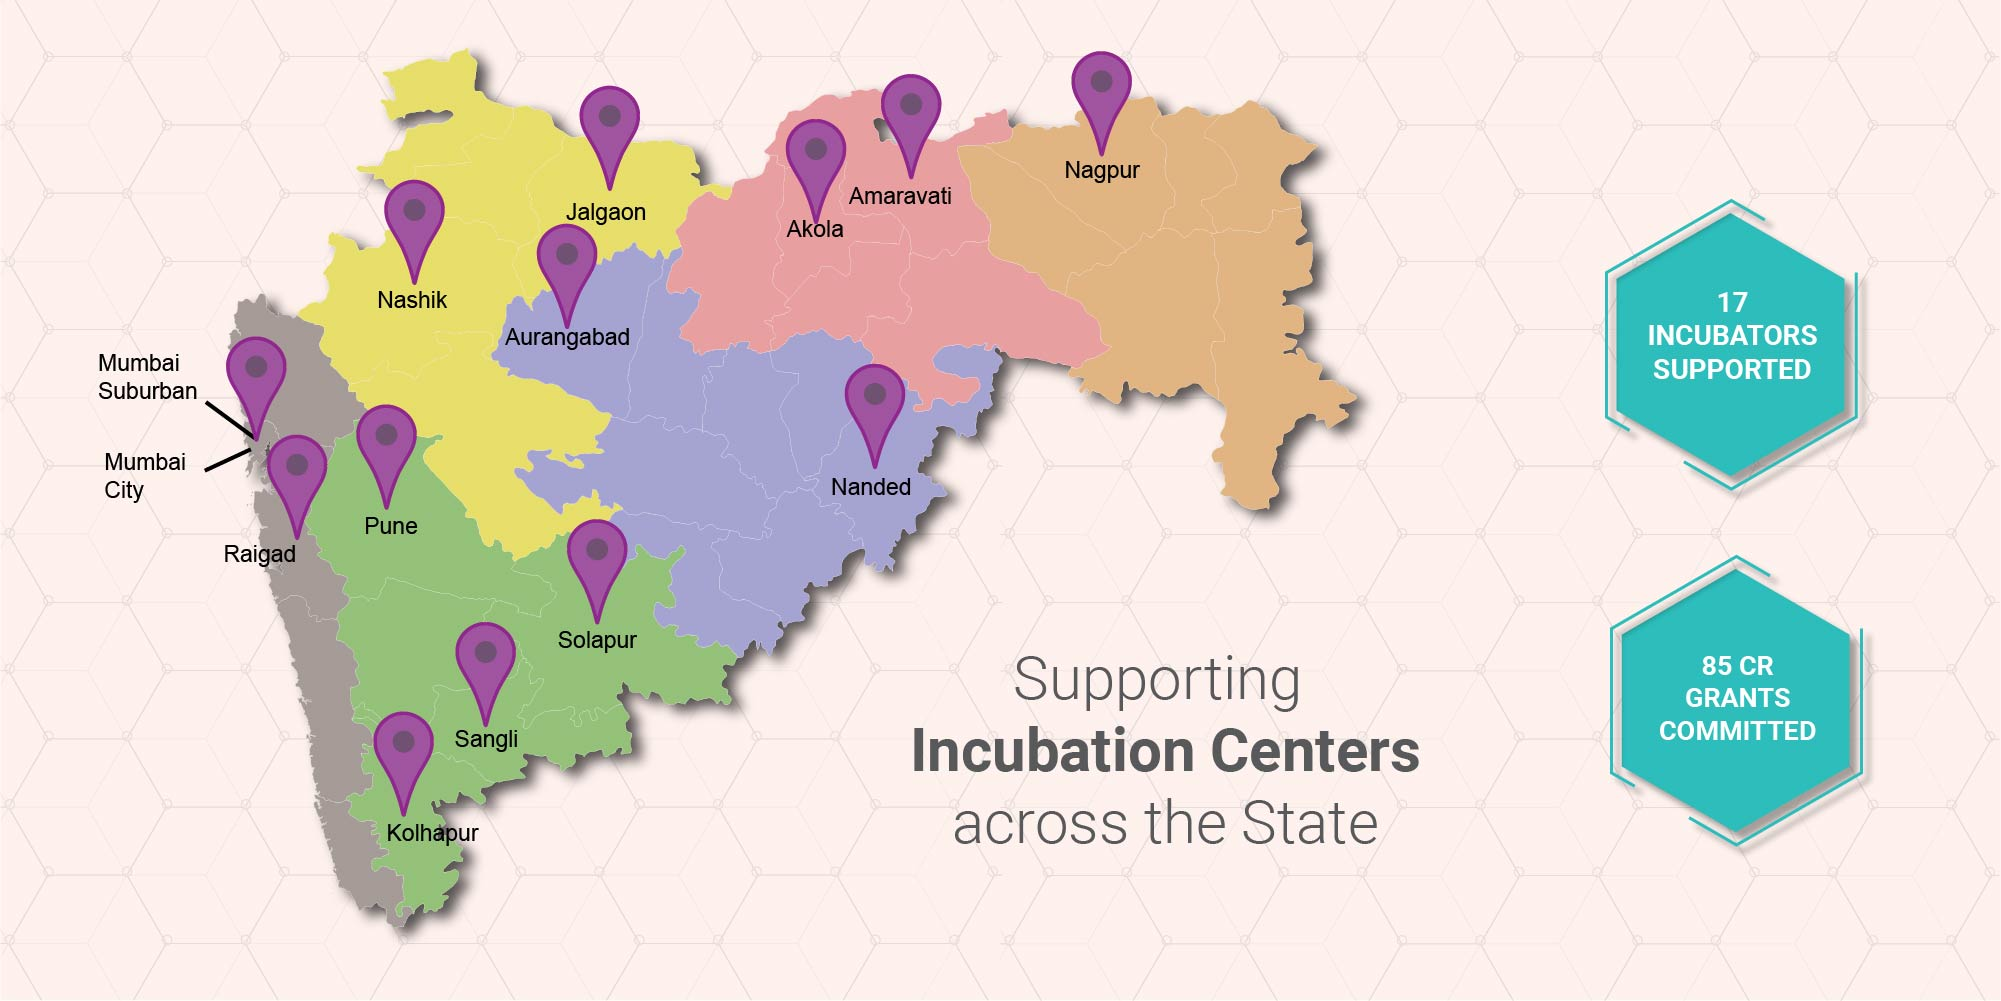 Nagpur
Amaravati
Jalgaon
Akola
Nashik
Aurangabad
Mumbai
Suburban
Mumbai
City
Nanded
Pune
Raigad
Solapur
Sangli
Kolhapur
Supporting
Incubation Centers
across the State
17
INCUBATORS
SUPPORTED
85 CR
GRANTS
COMMITTED